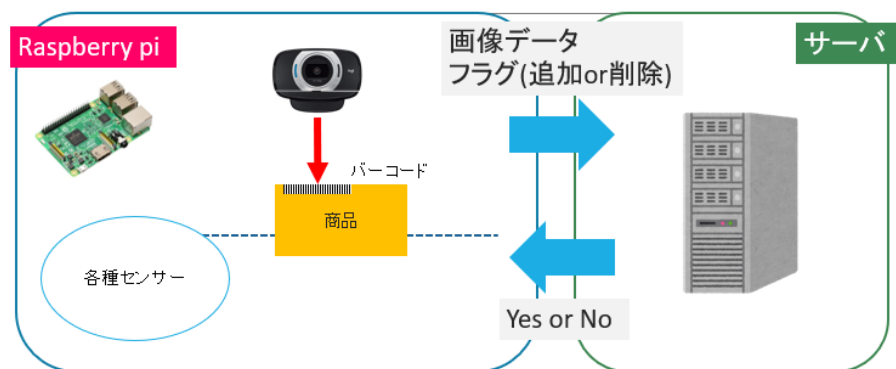 Raspberry pi
画像データ
フラグ(追加or削除)
サーバ
バーコード
商品
各種センサー
Yes or No